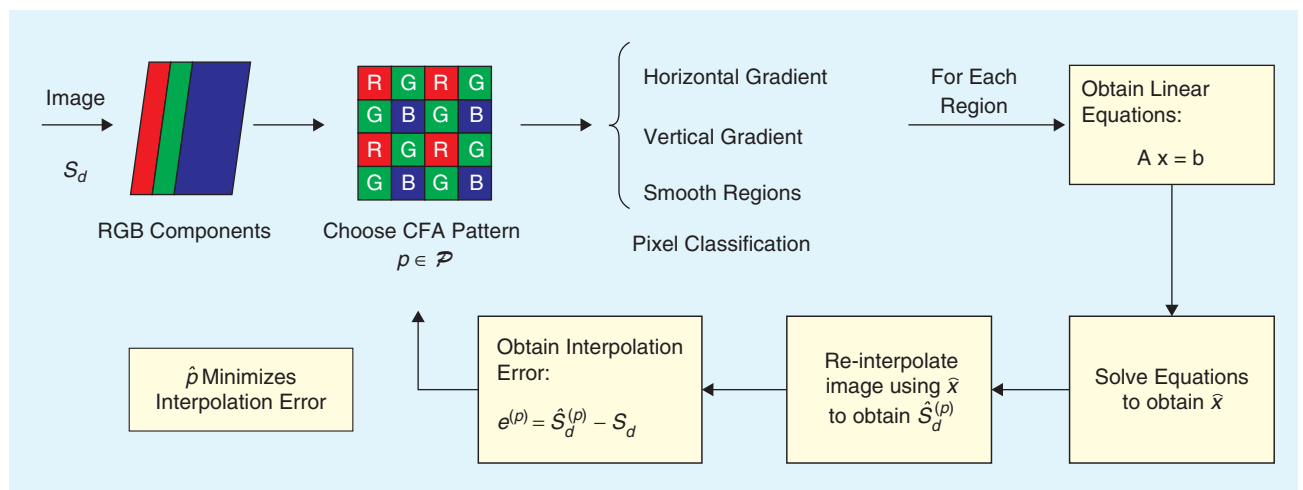 Image
S_d
RGB Components
R G R G
G B G B
R G R G
G B G B
Choose CFA Pattern
p ∈ 𝒫
Horizontal Gradient
Vertical Gradient
Smooth Regions
Pixel Classification
For Each
Region
Obtain Linear
Equations:
A x = b
Solve Equations
to obtain x̂
Re-interpolate
image using x̂
to obtain Ŝ_d^(p)
Obtain Interpolation
Error:
e^(p) = Ŝ_d^(p) − S_d
p̂ Minimizes
Interpolation Error